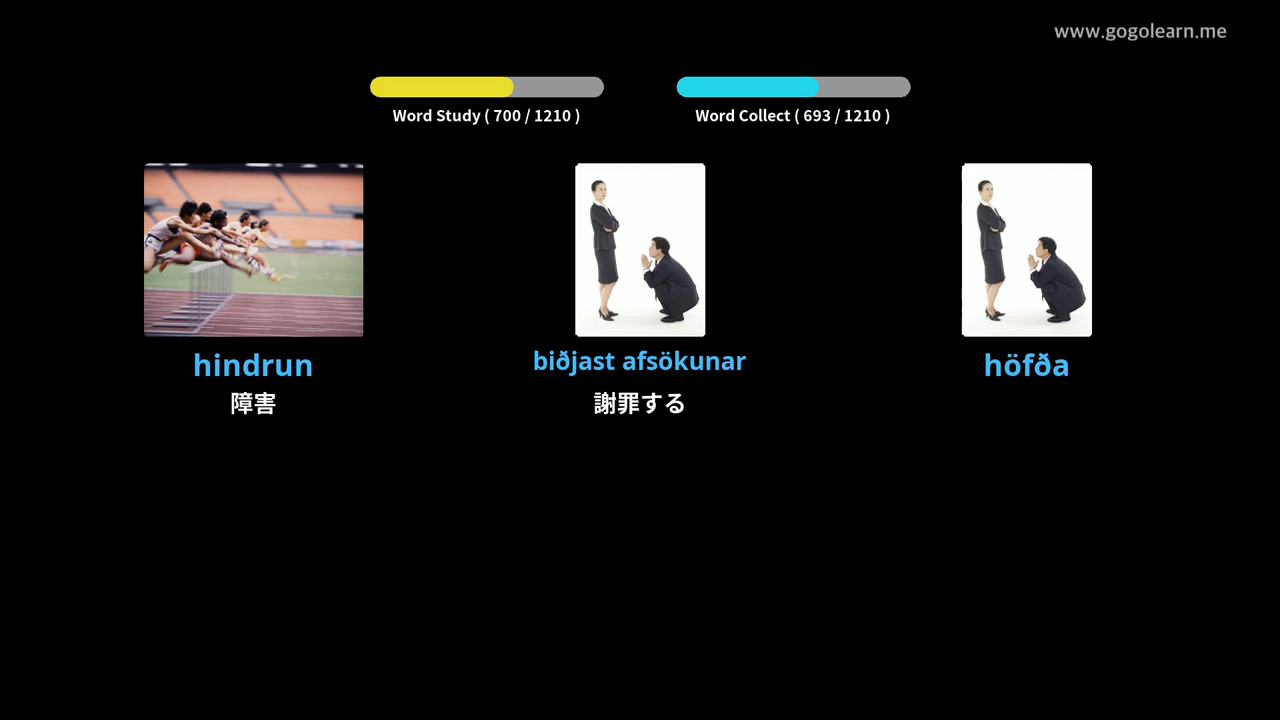 www.gogolearn.me
Word Study ( 700 / 1210 )
Word Collect ( 693 / 1210 )
hindrun
障害
biðjast afsökunar
謝罪する
höfða